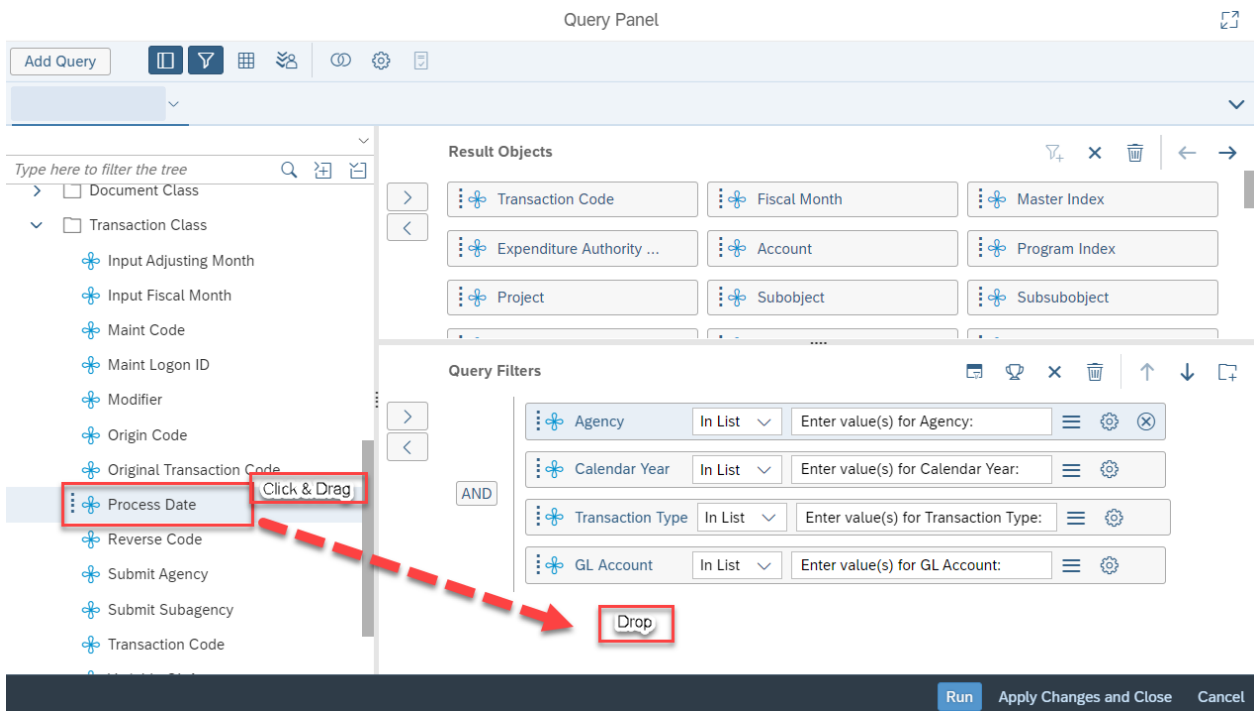 Query Panel
Add Query
Type here to filter the tree
Document Class
Transaction Class
Input Adjusting Month
Input Fiscal Month
Maint Code
Maint Logon ID
Modifier
Origin Code
Original Transaction Code
Process Date
Click & Drag
Reverse Code
Submit Agency
Submit Subagency
Transaction Code
Result Objects
Transaction Code
Fiscal Month
Master Index
Expenditure Authority ...
Account
Program Index
Project
Subobject
Subsubobject
Query Filters
AND
Agency In List Enter value(s) for Agency:
Calendar Year In List Enter value(s) for Calendar Year:
Transaction Type In List Enter value(s) for Transaction Type:
GL Account In List Enter value(s) for GL Account:
Drop
Run Apply Changes and Close Cancel